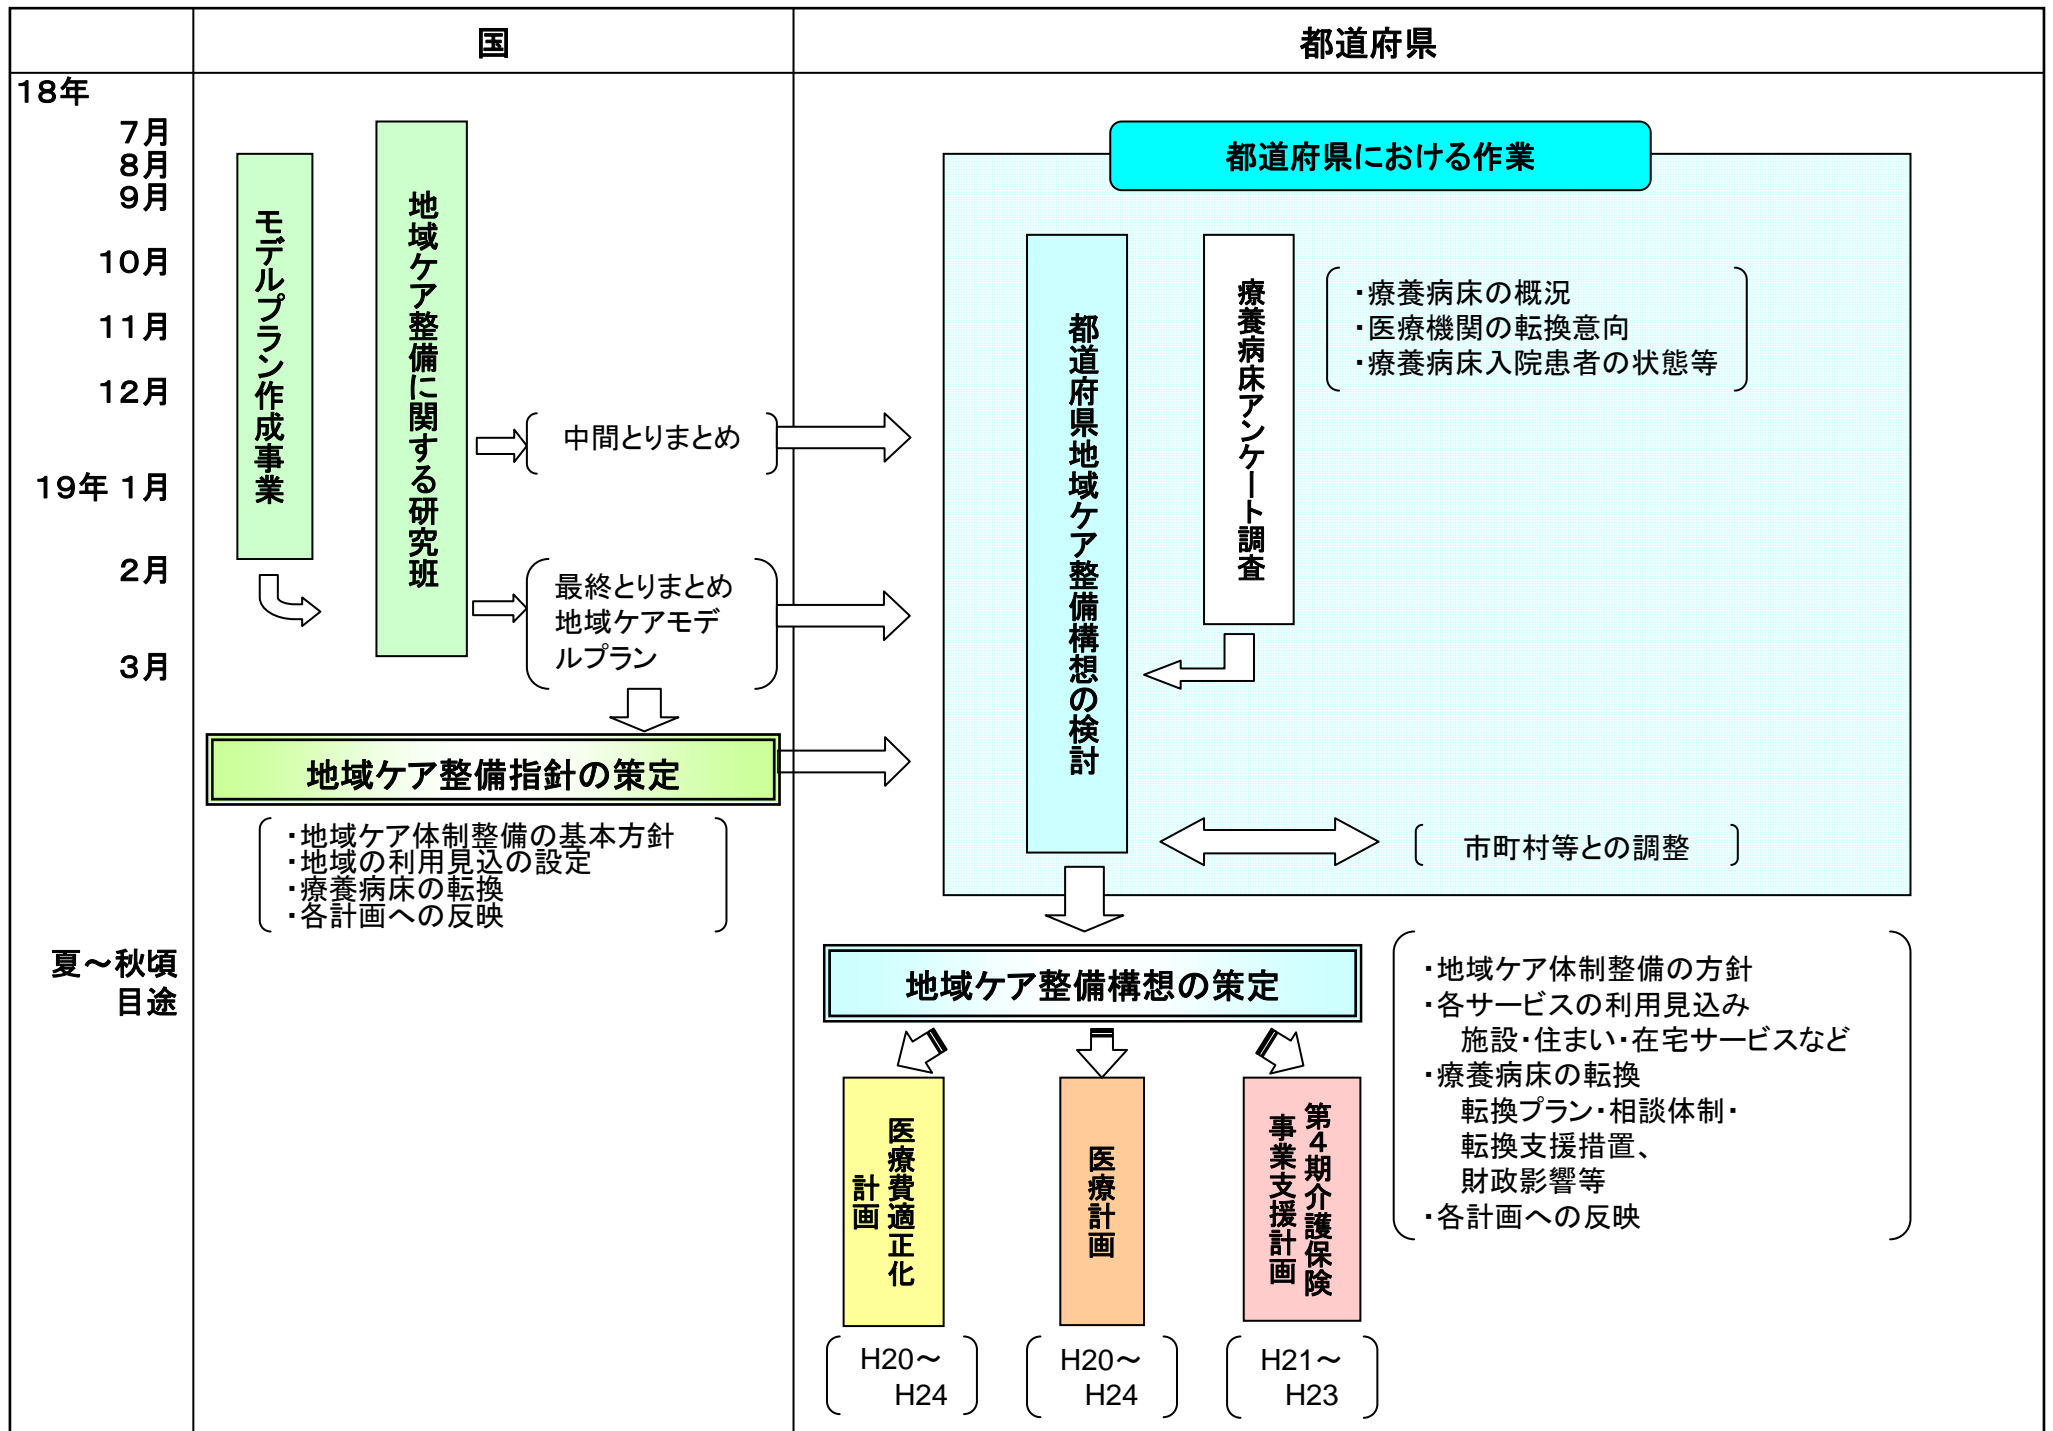 国
都道府県
18年
7月
8月
9月
10月
11月
12月
19年 1月
2月
3月
夏～秋頃
目途
モデルプラン作成事業
地域ケア整備に関する研究班
中間とりまとめ
最終とりまとめ
地域ケアモデ
ルプラン
地域ケア整備指針の策定
・地域ケア体制整備の基本方針
・地域の利用見込の設定
・療養病床の転換
・各計画への反映
都道府県における作業
都道府県地域ケア整備構想の検討
療養病床アンケート調査
・療養病床の概況
・医療機関の転換意向
・療養病床入院患者の状態等
市町村等との調整
地域ケア整備構想の策定
・地域ケア体制整備の方針
・各サービスの利用見込み
施設・住まい・在宅サービスなど
・療養病床の転換
転換プラン・相談体制・
転換支援措置、
財政影響等
・各計画への反映
医療費適正化
計画
医療計画
第4期介護保険
事業支援計画
H20～
H24
H20～
H24
H21～
H23